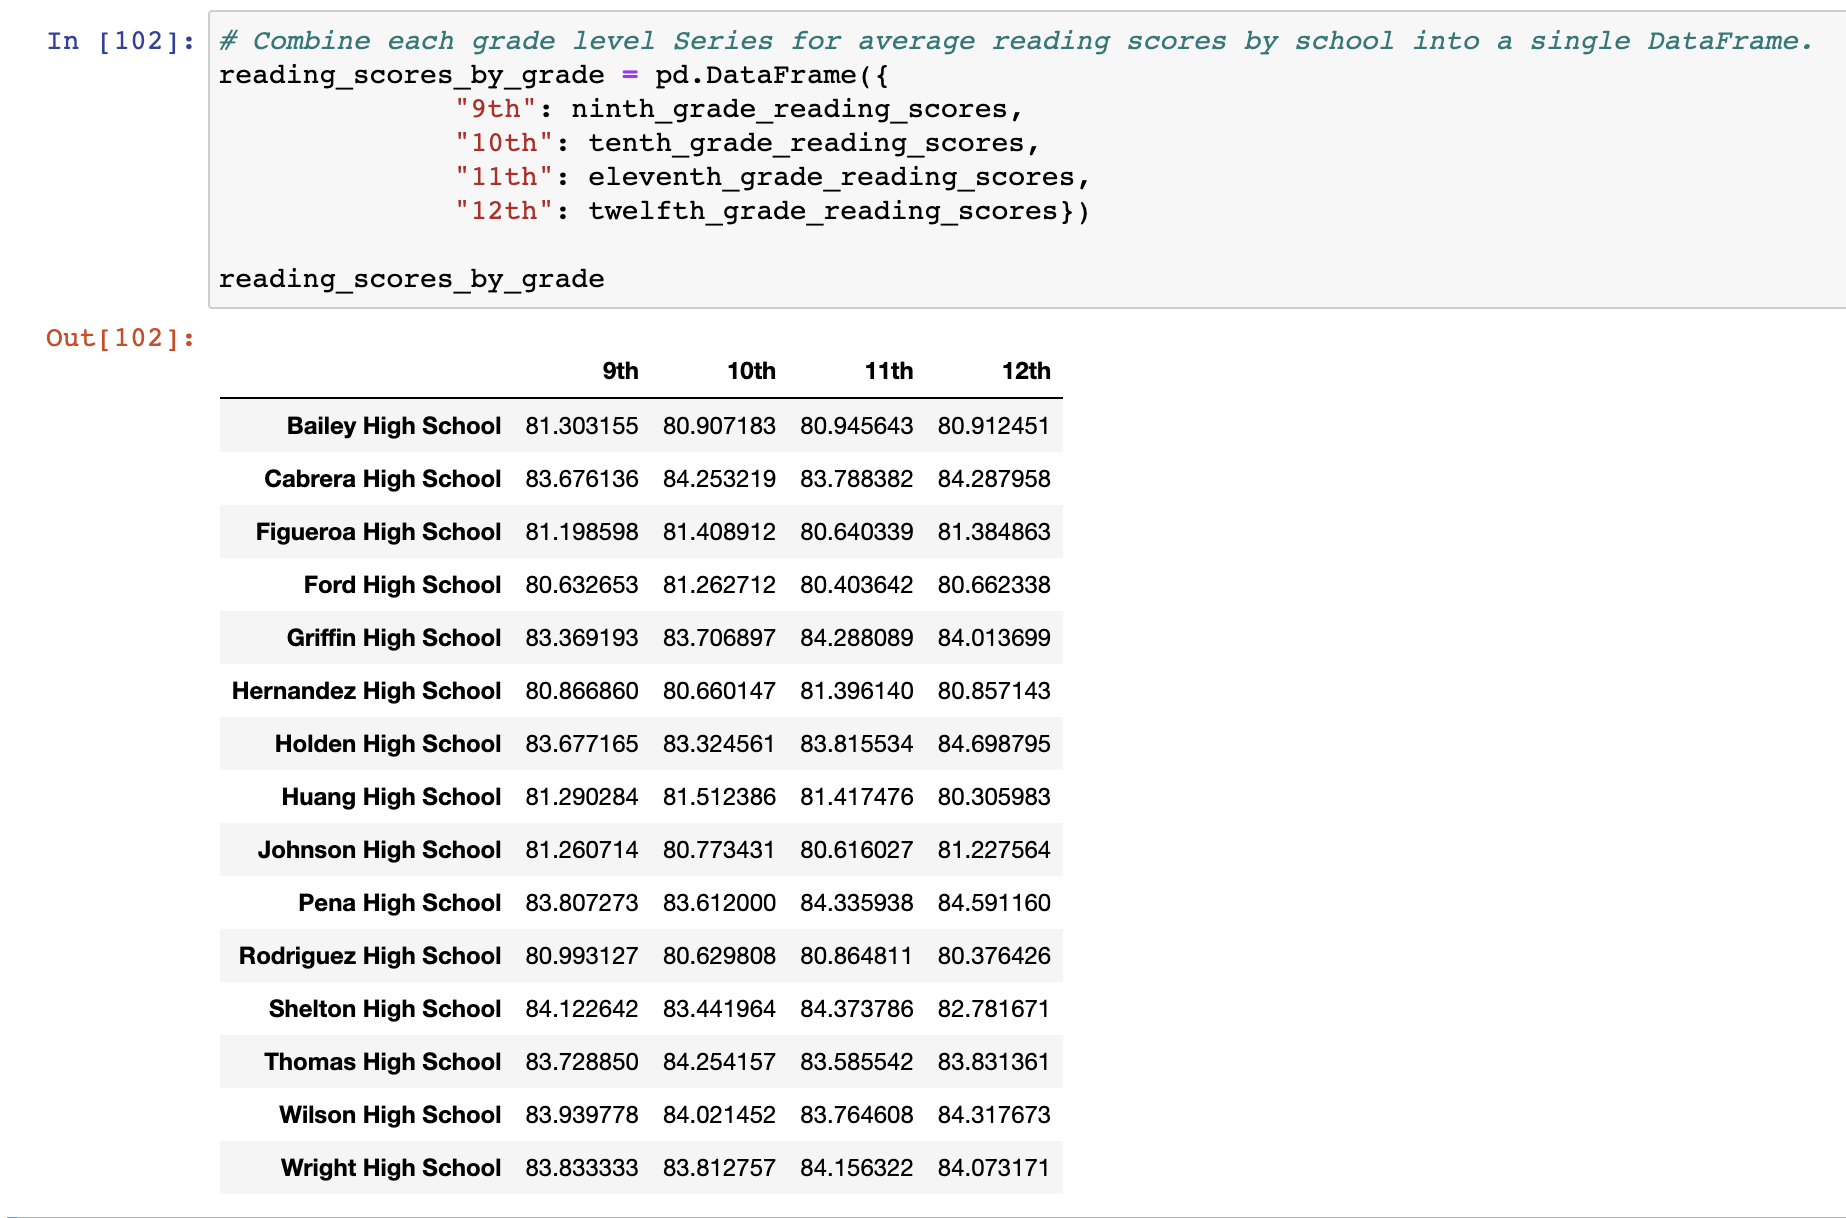 In [102]: # Combine each grade level Series for average reading scores by school into a single DataFrame.
reading_scores_by_grade = pd.DataFrame({
"9th": ninth_grade_reading_scores,
"10th": tenth_grade_reading_scores,
"11th": eleventh_grade_reading_scores,
"12th": twelfth_grade_reading_scores})
reading_scores_by_grade
Out[102]:
9th 10th 11th 12th
Bailey High School 81.303155 80.907183 80.945643 80.912451
Cabrera High School 83.676136 84.253219 83.788382 84.287958
Figueroa High School 81.198598 81.408912 80.640339 81.384863
Ford High School 80.632653 81.262712 80.403642 80.662338
Griffin High School 83.369193 83.706897 84.288089 84.013699
Hernandez High School 80.866860 80.660147 81.396140 80.857143
Holden High School 83.677165 83.324561 83.815534 84.698795
Huang High School 81.290284 81.512386 81.417476 80.305983
Johnson High School 81.260714 80.773431 80.616027 81.227564
Pena High School 83.807273 83.612000 84.335938 84.591160
Rodriguez High School 80.993127 80.629808 80.864811 80.376426
Shelton High School 84.122642 83.441964 84.373786 82.781671
Thomas High School 83.728850 84.254157 83.585542 83.831361
Wilson High School 83.939778 84.021452 83.764608 84.317673
Wright High School 83.833333 83.812757 84.156322 84.073171